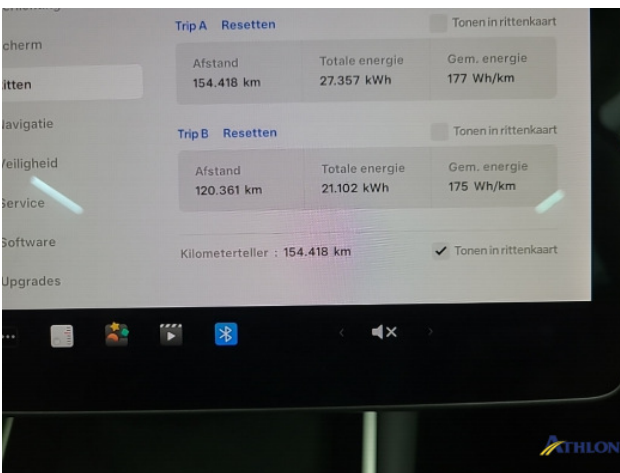 Trip A Resetten Tonen in rittenkaart
cherm
Afstand Totale energie Gem. energie
154.418 km 27.357 kWh 177 Wh/km
itten
Navigatie
Trip B Resetten Tonen in rittenkaart
Veiligheid
Afstand Totale energie Gem. energie
120.361 km 21.102 kWh 175 Wh/km
Service
Software
Kilometerteller : 154.418 km Tonen in rittenkaart
Upgrades
ATHLON